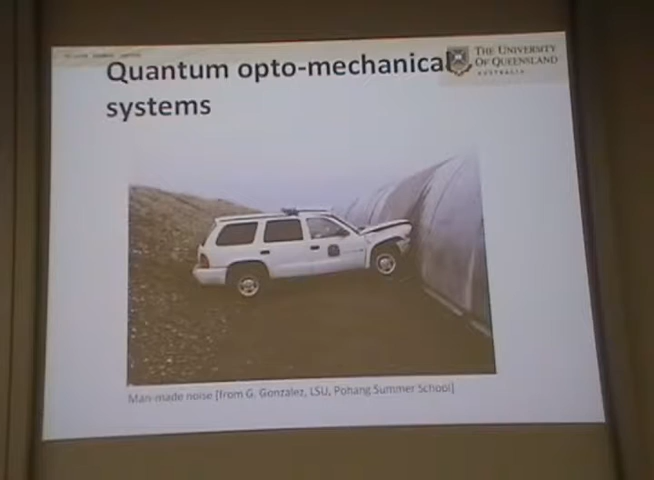 Quantum opto-mechanical
systems
THE UNIVERSITY
OF QUEENSLAND
AUSTRALIA
Man-made noise [from G. Gonzalez, LSU, Pohang Summer School]